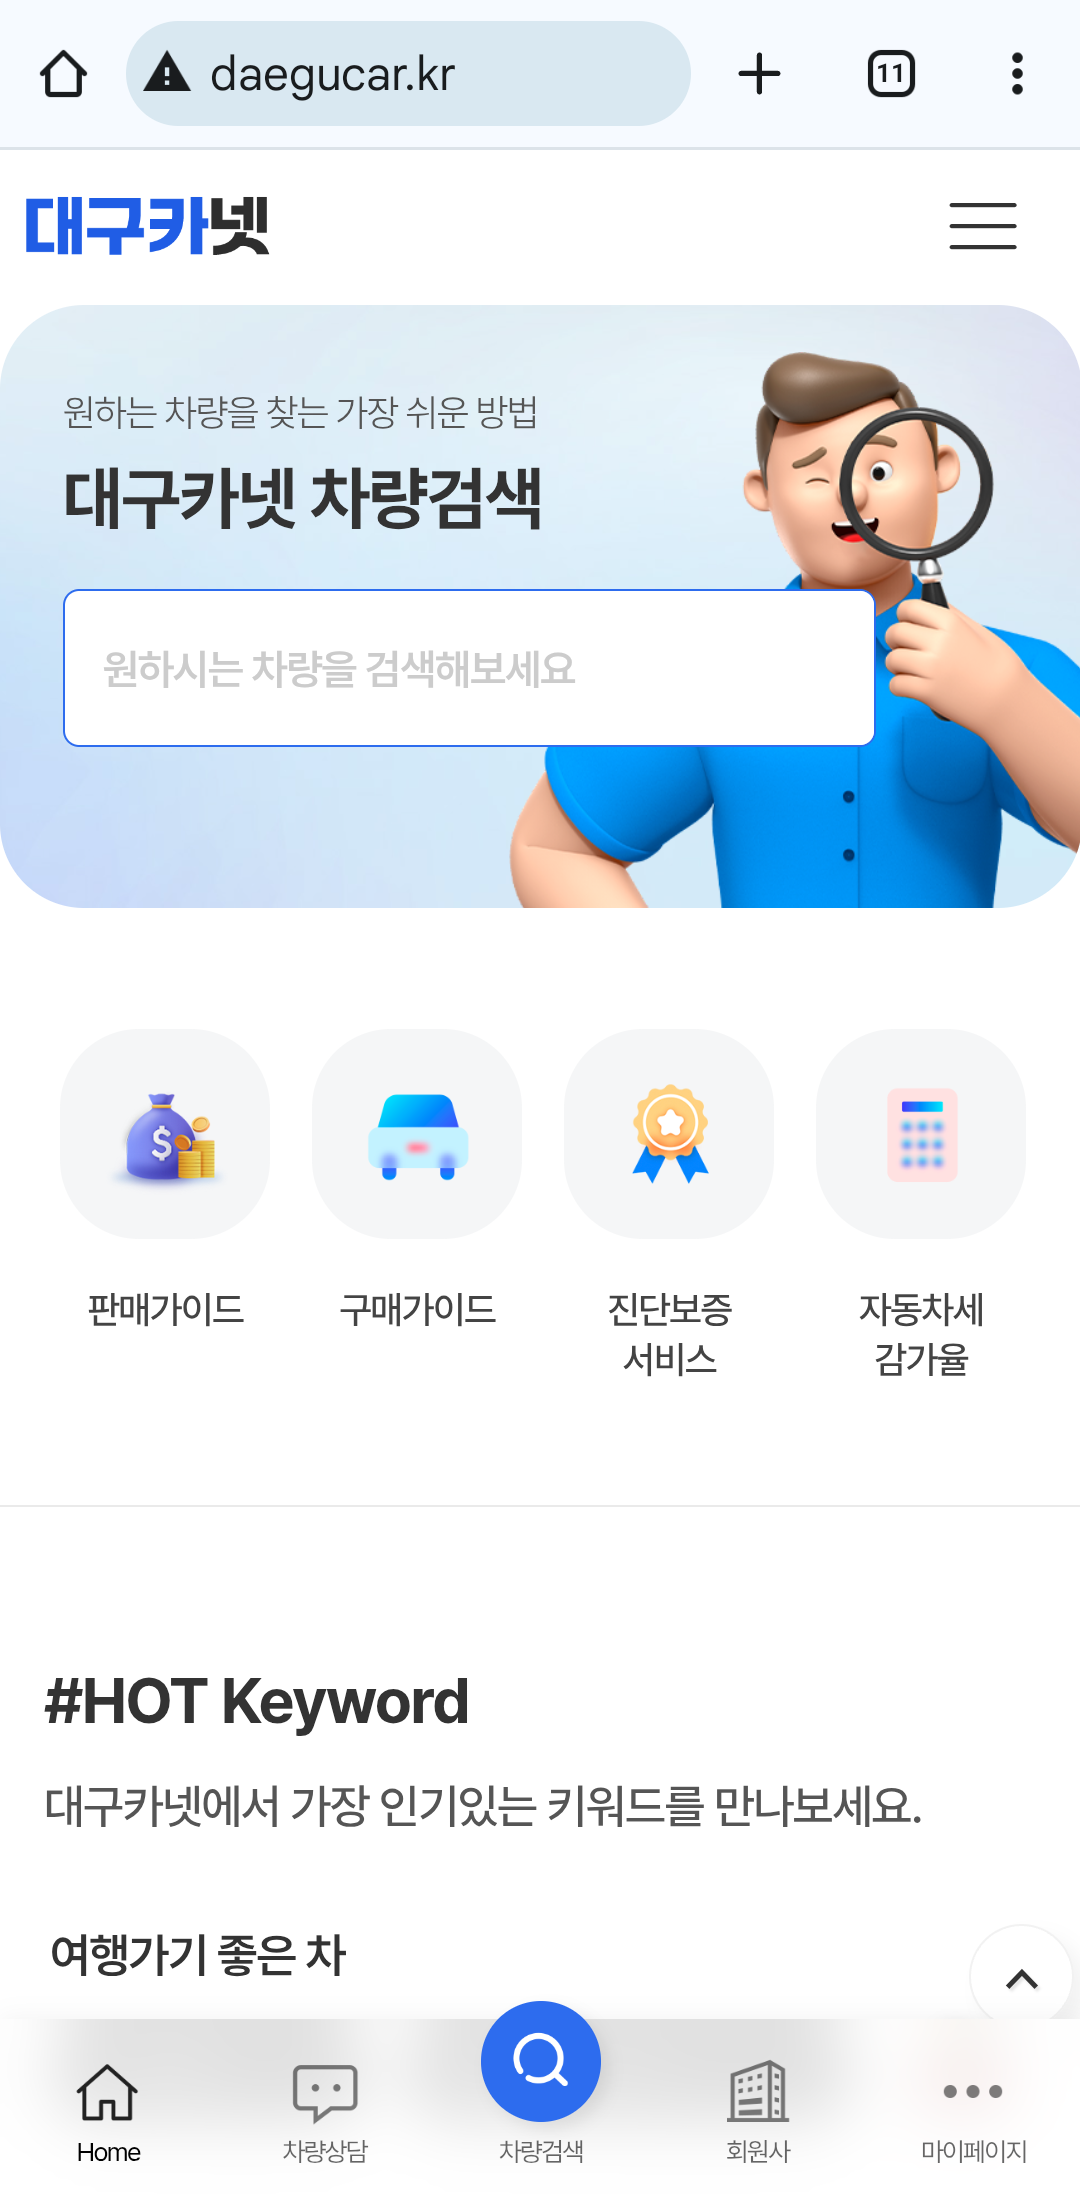 daegucar.kr
11
대구카넷
원하는 차량을 찾는 가장 쉬운 방법
대구카넷 차량검색
원하시는 차량을 검색해보세요
$
판매가이드
구매가이드
진단보증
서비스
자동차세
감가율
#HOT Keyword
대구카넷에서 가장 인기있는 키워드를 만나보세요.
여행가기 좋은 차
Home
차량상담
차량검색
회원사
마이페이지